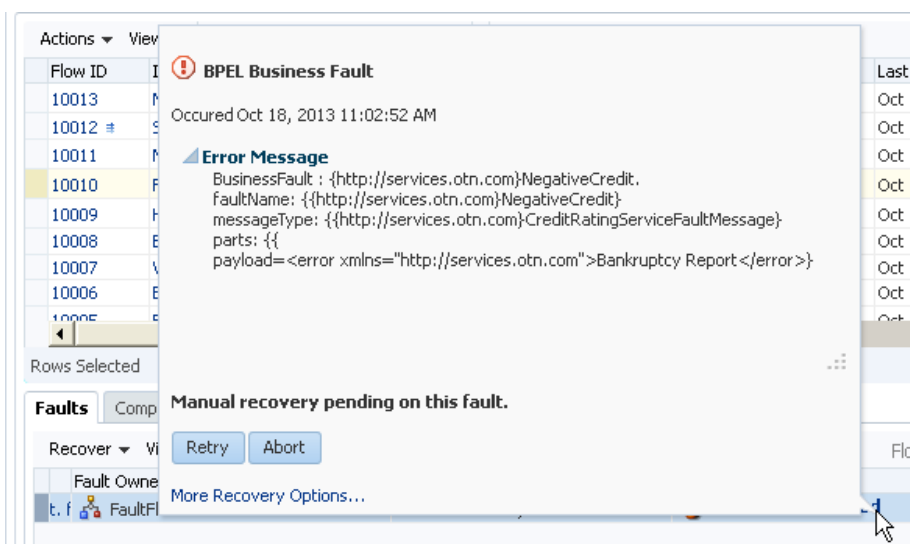 Actions View
Flow ID
Last
10013
Oct
10012
Oct
10011
Oct
10010
Oct
10009
Oct
10008
Oct
10007
Oct
10006
Oct
BPEL Business Fault
Occured Oct 18, 2013 11:02:52 AM
Error Message
BusinessFault : {http://services.otn.com}NegativeCredit.
faultName: {{http://services.otn.com}NegativeCredit}
messageType: {{http://services.otn.com}CreditRatingServiceFaultMessage}
parts: {{
payload=<error xmlns="http://services.otn.com">Bankruptcy Report</error>}
Manual recovery pending on this fault.
Retry Abort
More Recovery Options...
Rows Selected
Faults Comp
Recover Vi
Flo
Fault Owne
t. f FaultFl